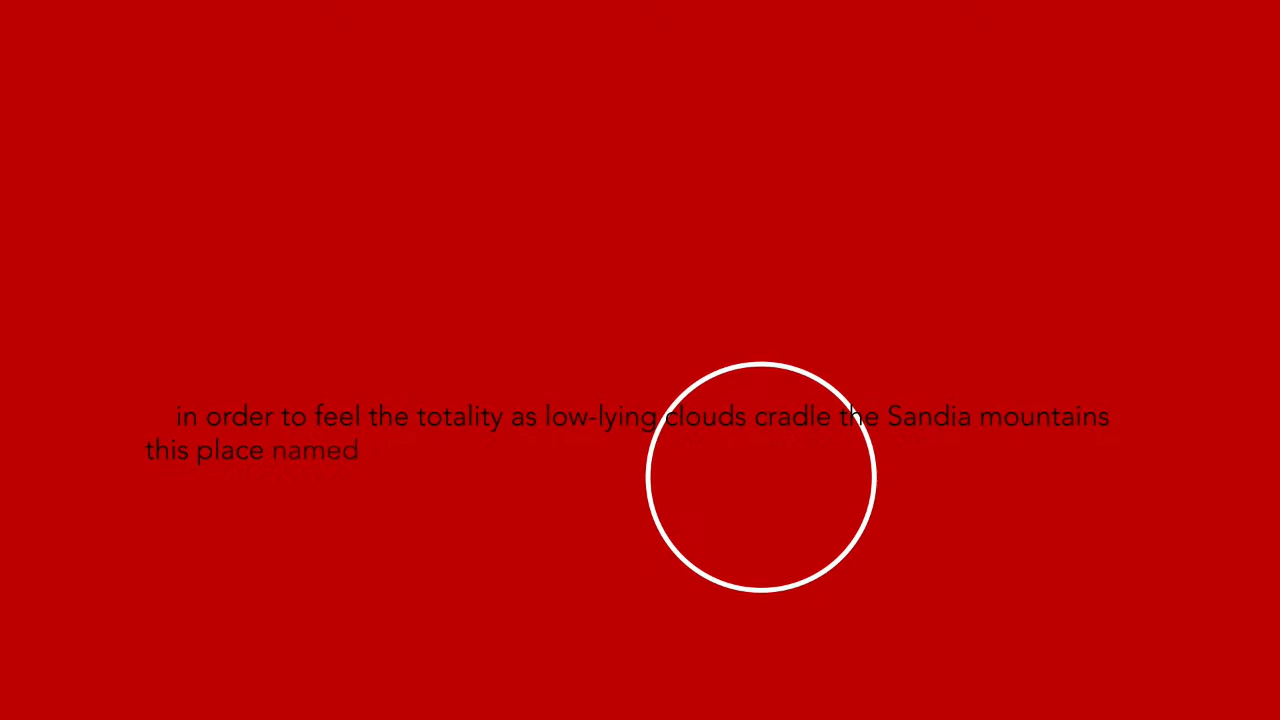 in order to feel the totality as low-lying clouds cradle the Sandia mountains
this place named